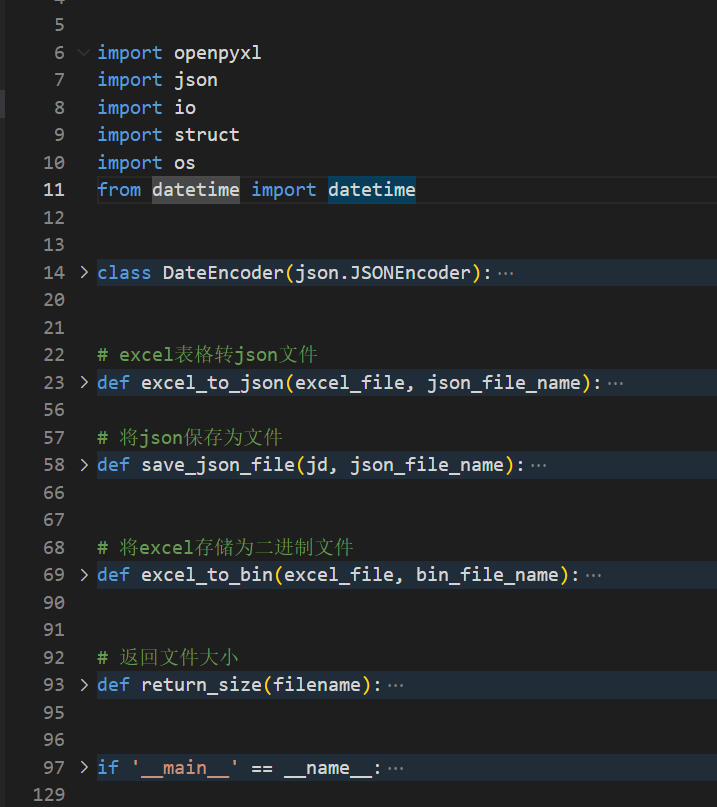 5
6 import openpyxl
7 import json
8 import io
9 import struct
10 import os
11 from datetime import datetime
12
13
14 class DateEncoder(json.JSONEncoder):···
20
21
22 # excel表格转json文件
23 def excel_to_json(excel_file, json_file_name):···
56
57 # 将json保存为文件
58 def save_json_file(jd, json_file_name):···
66
67
68 # 将excel存储为二进制文件
69 def excel_to_bin(excel_file, bin_file_name):···
90
91
92 # 返回文件大小
93 def return_size(filename):···
95
96
97 if '__main__' == __name__:···
129